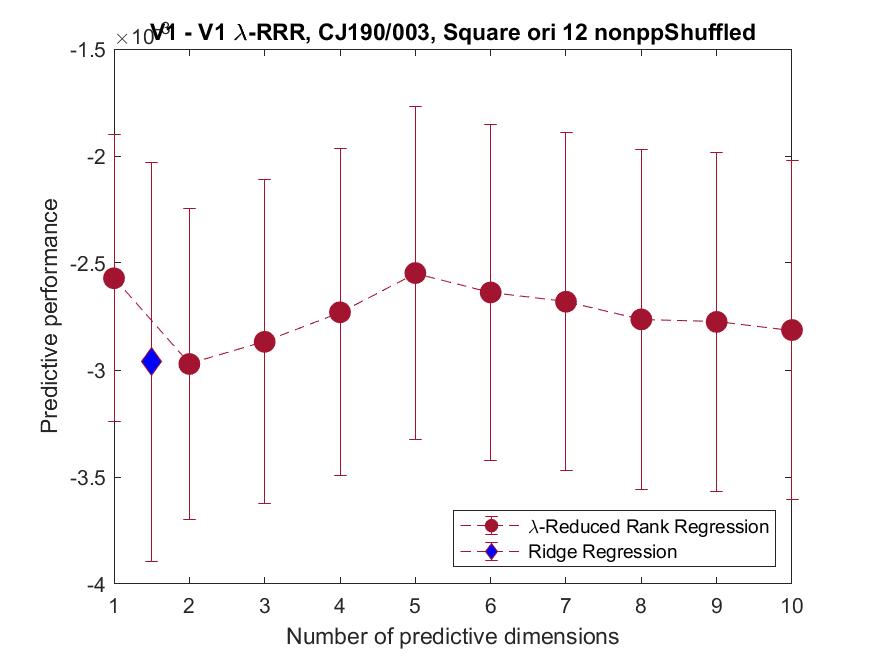 ×10⁻³
V1 - V1 λ-RRR, CJ190/003, Square ori 12 nonppShuffled
-1.5
-2
-2.5
-3
-3.5
-4
Predictive performance
1 2 3 4 5 6 7 8 9 10
Number of predictive dimensions
λ-Reduced Rank Regression
Ridge Regression